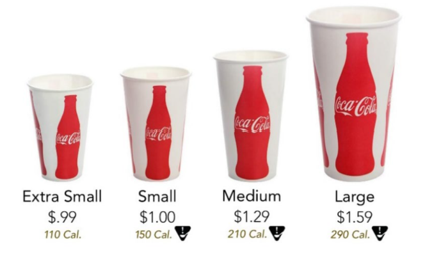 Coca-Cola
Coca-Cola
Coca-Cola
Coca-Cola
Extra Small Small Medium Large
$.99 $1.00 $1.29 $1.59
110 Cal. 150 Cal. 210 Cal. 290 Cal.